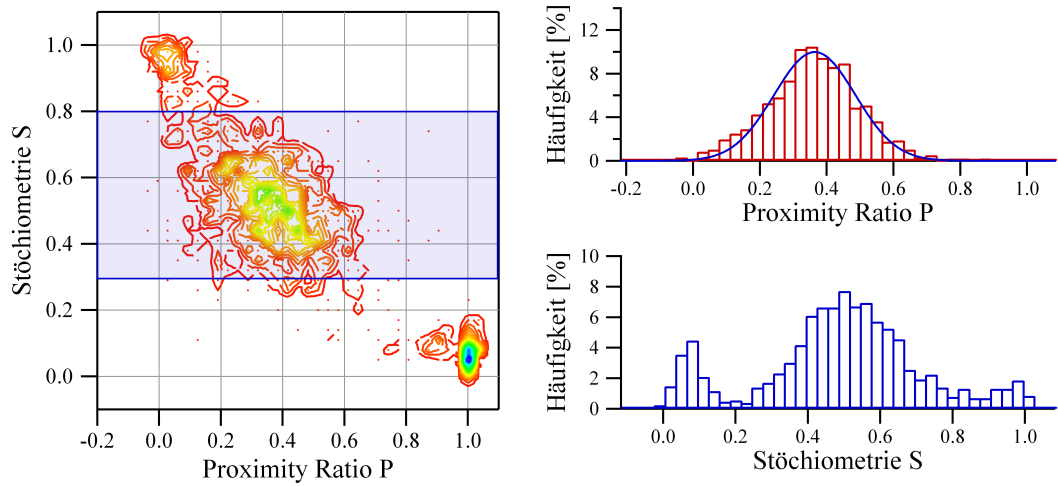 Stöchiometrie S
1.0
0.8
0.6
0.4
0.2
0.0
-0.2 0.0 0.2 0.4 0.6 0.8 1.0
Proximity Ratio P
Häufigkeit [%]
12
8
4
0
-0.2 0.0 0.2 0.4 0.6 0.8 1.0
Proximity Ratio P
Häufigkeit [%]
10
8
6
4
2
0
0.0 0.2 0.4 0.6 0.8 1.0
Stöchiometrie S